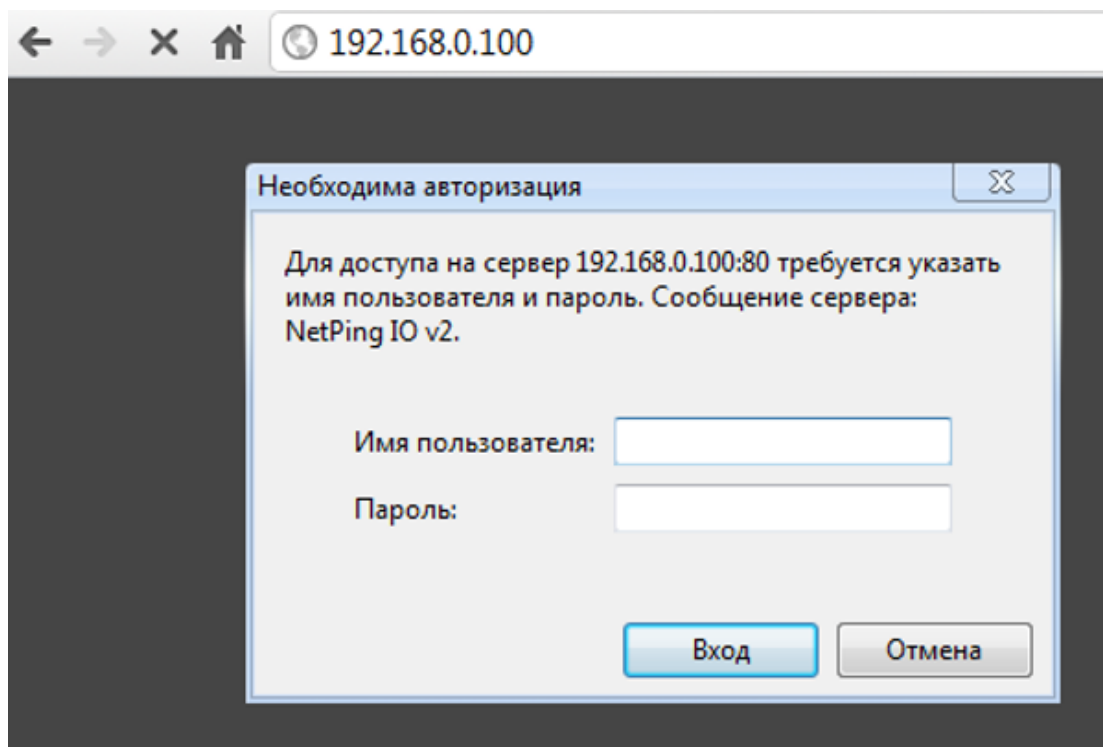 192.168.0.100
Необходима авторизация
Для доступа на сервер 192.168.0.100:80 требуется указать
имя пользователя и пароль. Сообщение сервера:
NetPing IO v2.
Имя пользователя:
Пароль:
Вход Отмена